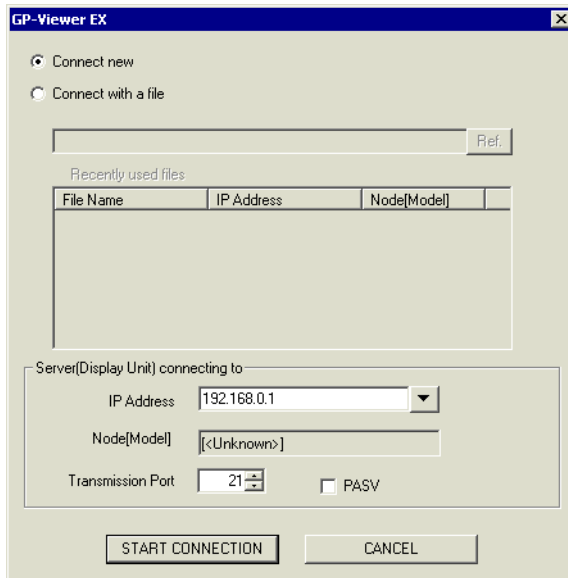 GP-Viewer EX
Connect new
Connect with a file
Ref.
Recently used files
File Name IP Address Node[Model]
Server(Display Unit) connecting to
IP Address 192.168.0.1
Node[Model] [<Unknown>]
Transmission Port 21 PASV
START CONNECTION CANCEL